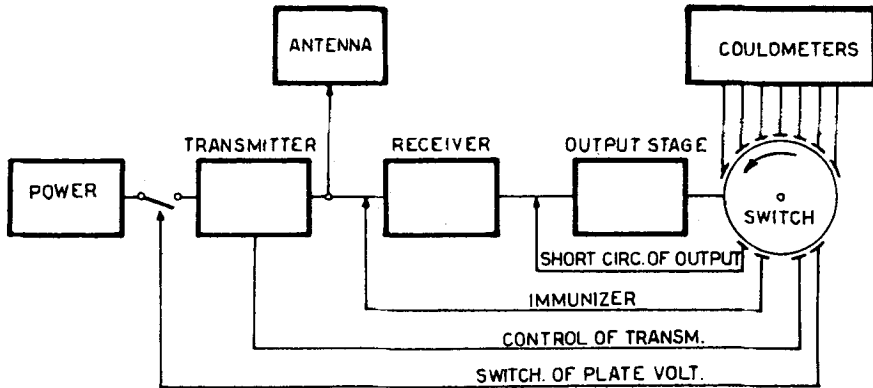 ANTENNA
COULOMETERS
TRANSMITTER
RECEIVER
OUTPUT STAGE
POWER
SWITCH
SHORT CIRC. OF OUTPUT
IMMUNIZER
CONTROL OF TRANSM.
SWITCH. OF PLATE VOLT.